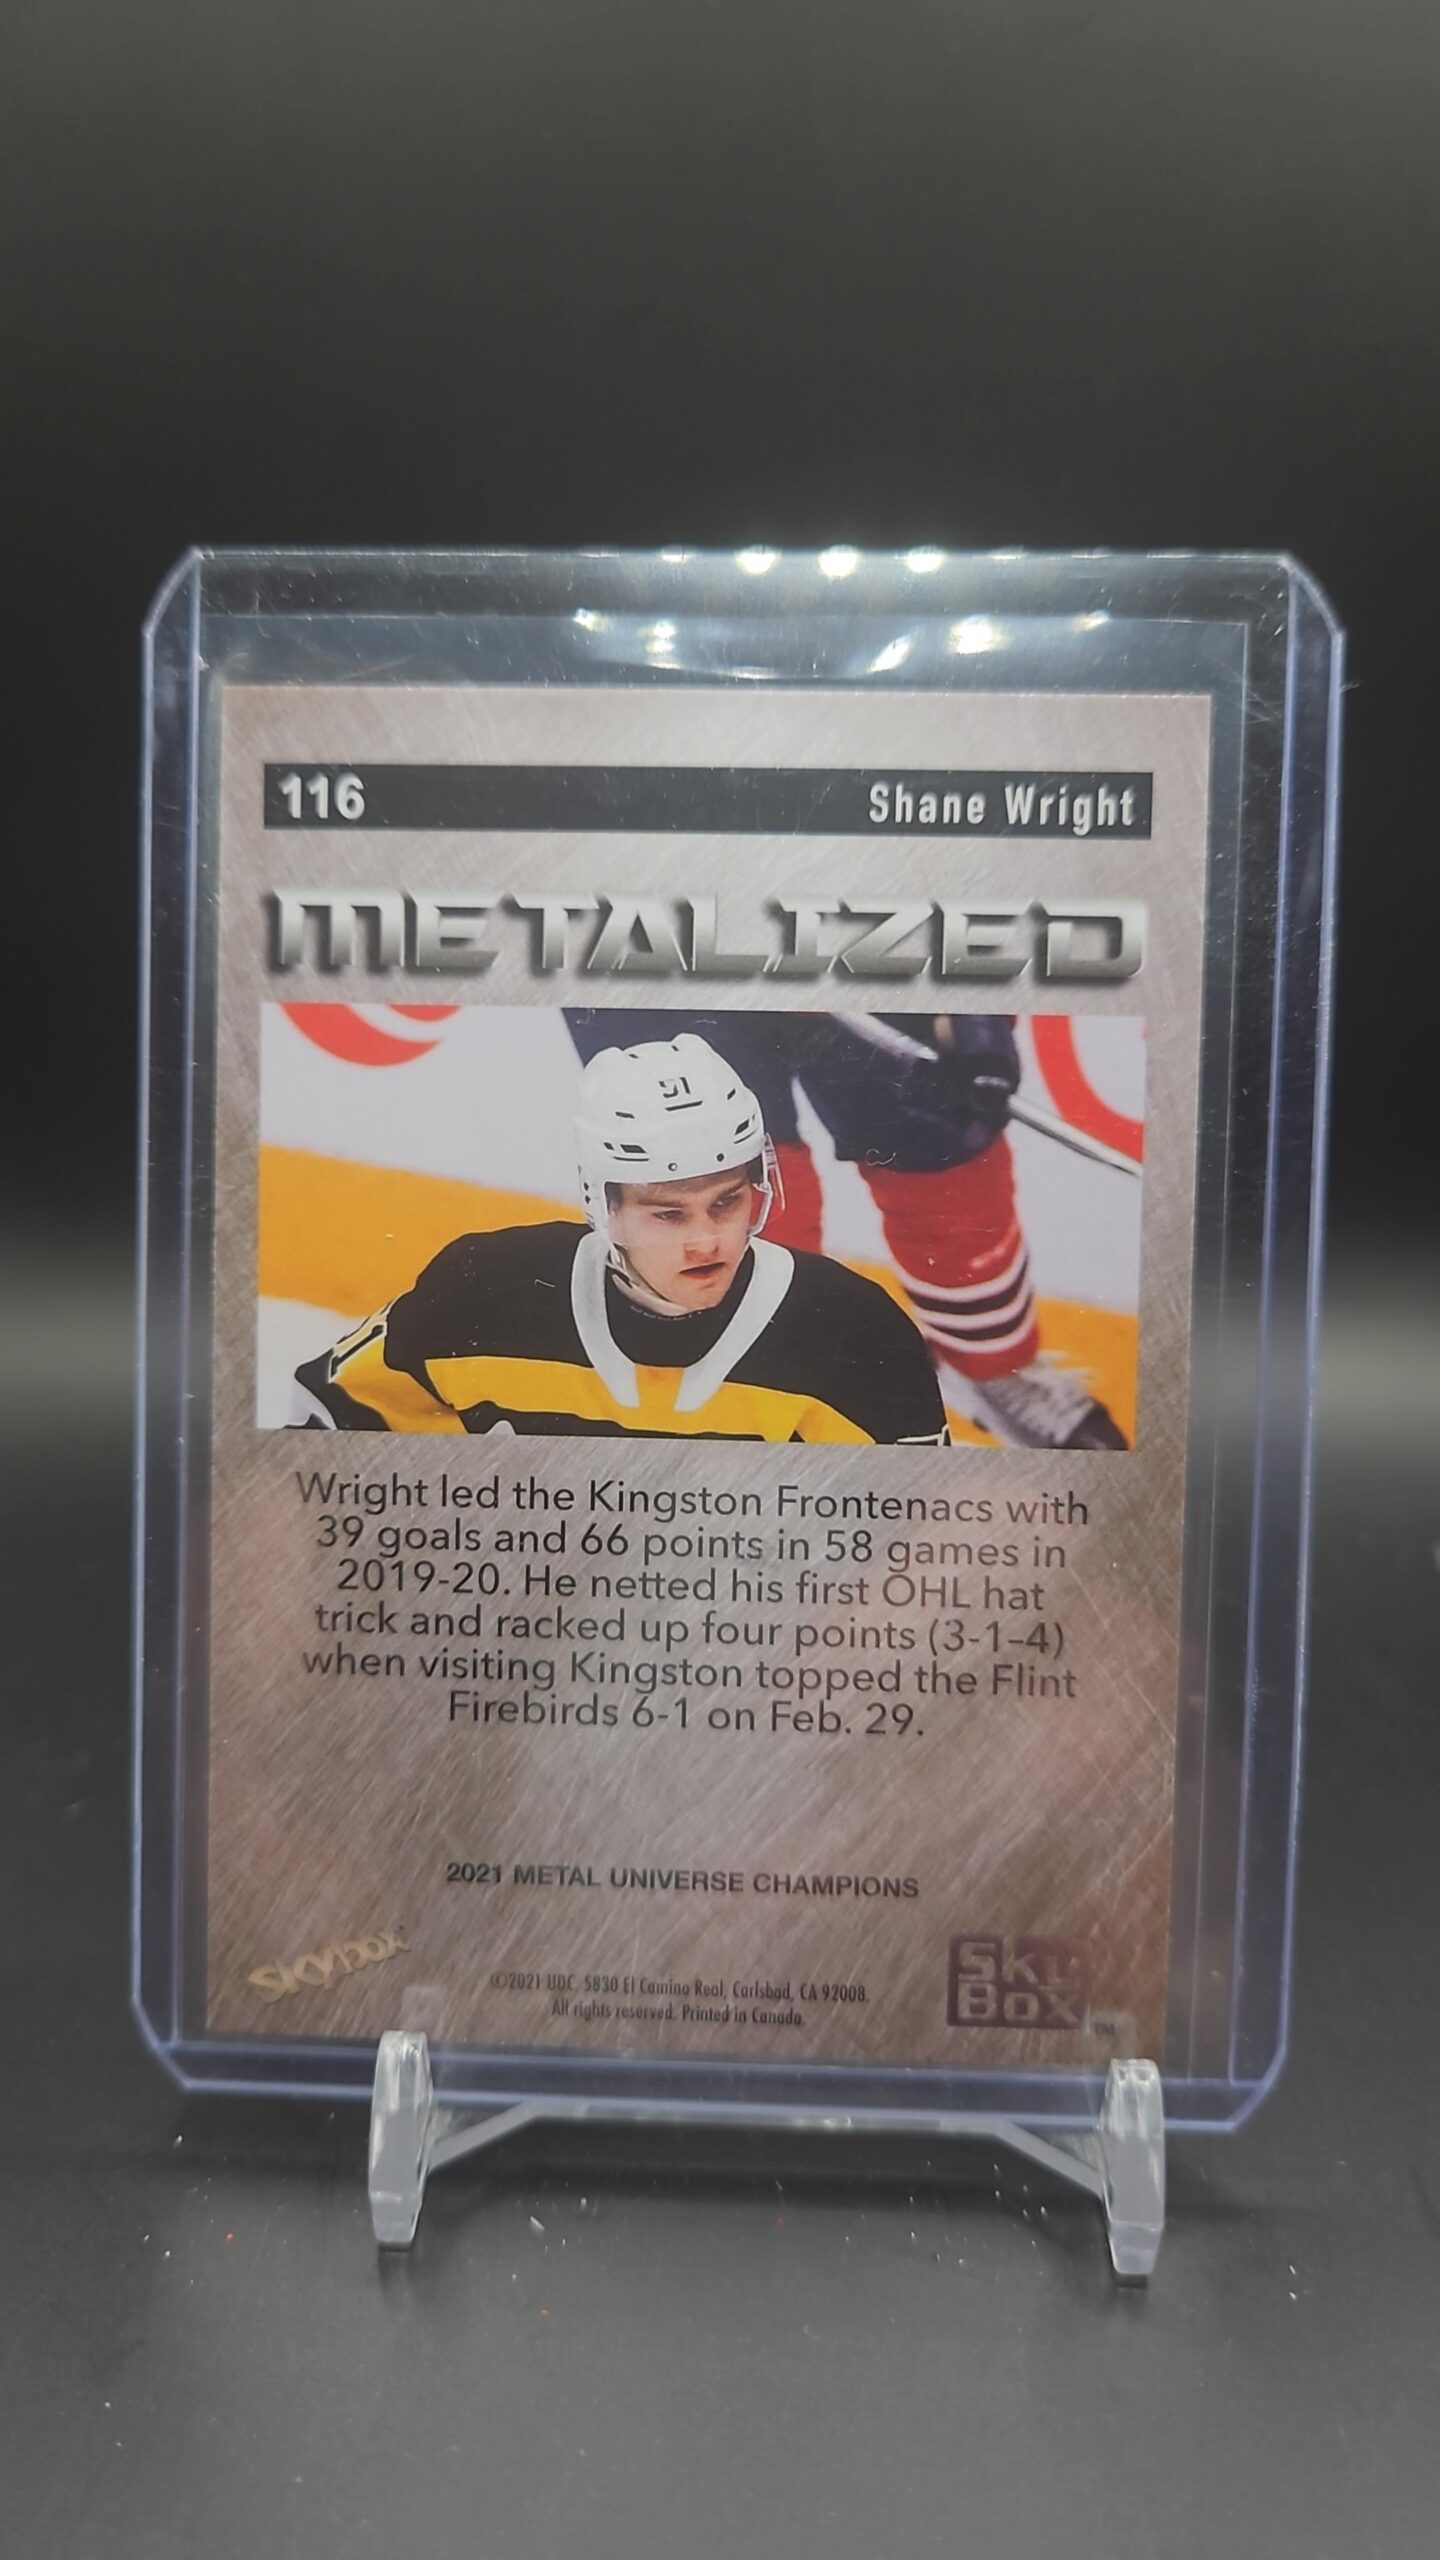 116 Shane Wright
METALIZED
51
Wright led the Kingston Frontenacs with
39 goals and 66 points in 58 games in
2019-20. He netted his first OHL hat
trick and racked up four points (3-1-4)
when visiting Kingston topped the Flint
Firebirds 6-1 on Feb. 29.
2021 METAL UNIVERSE CHAMPIONS
skybox
©2021 UDC. 5830 El Camino Real, Carlsbad, CA 92008.
All rights reserved. Printed in Canada.
SKY
BOX™